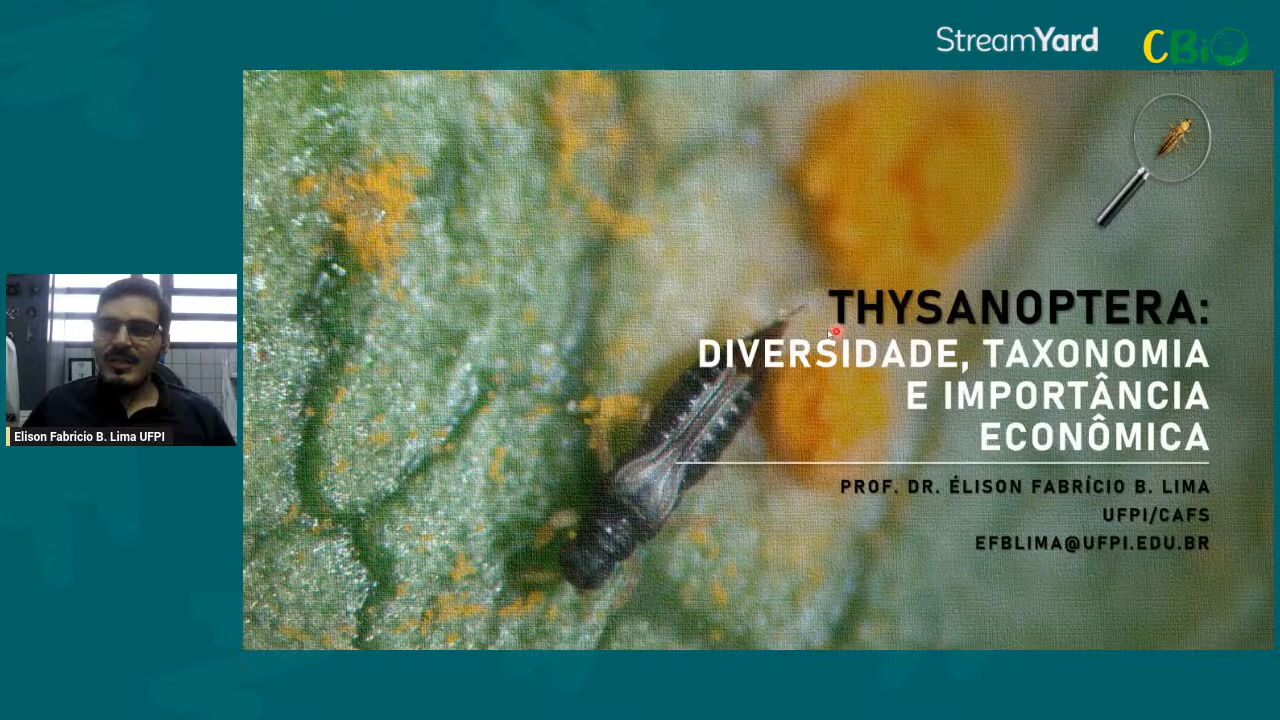 StreamYard
CBio
THYSANOPTERA:
DIVERSIDADE, TAXONOMIA
E IMPORTÂNCIA
ECONÔMICA
PROF. DR. ÉLISON FABRÍCIO B. LIMA
UFPI/CAFS
EFBLIMA@UFPI.EDU.BR
Elison Fabricio B. Lima UFPI